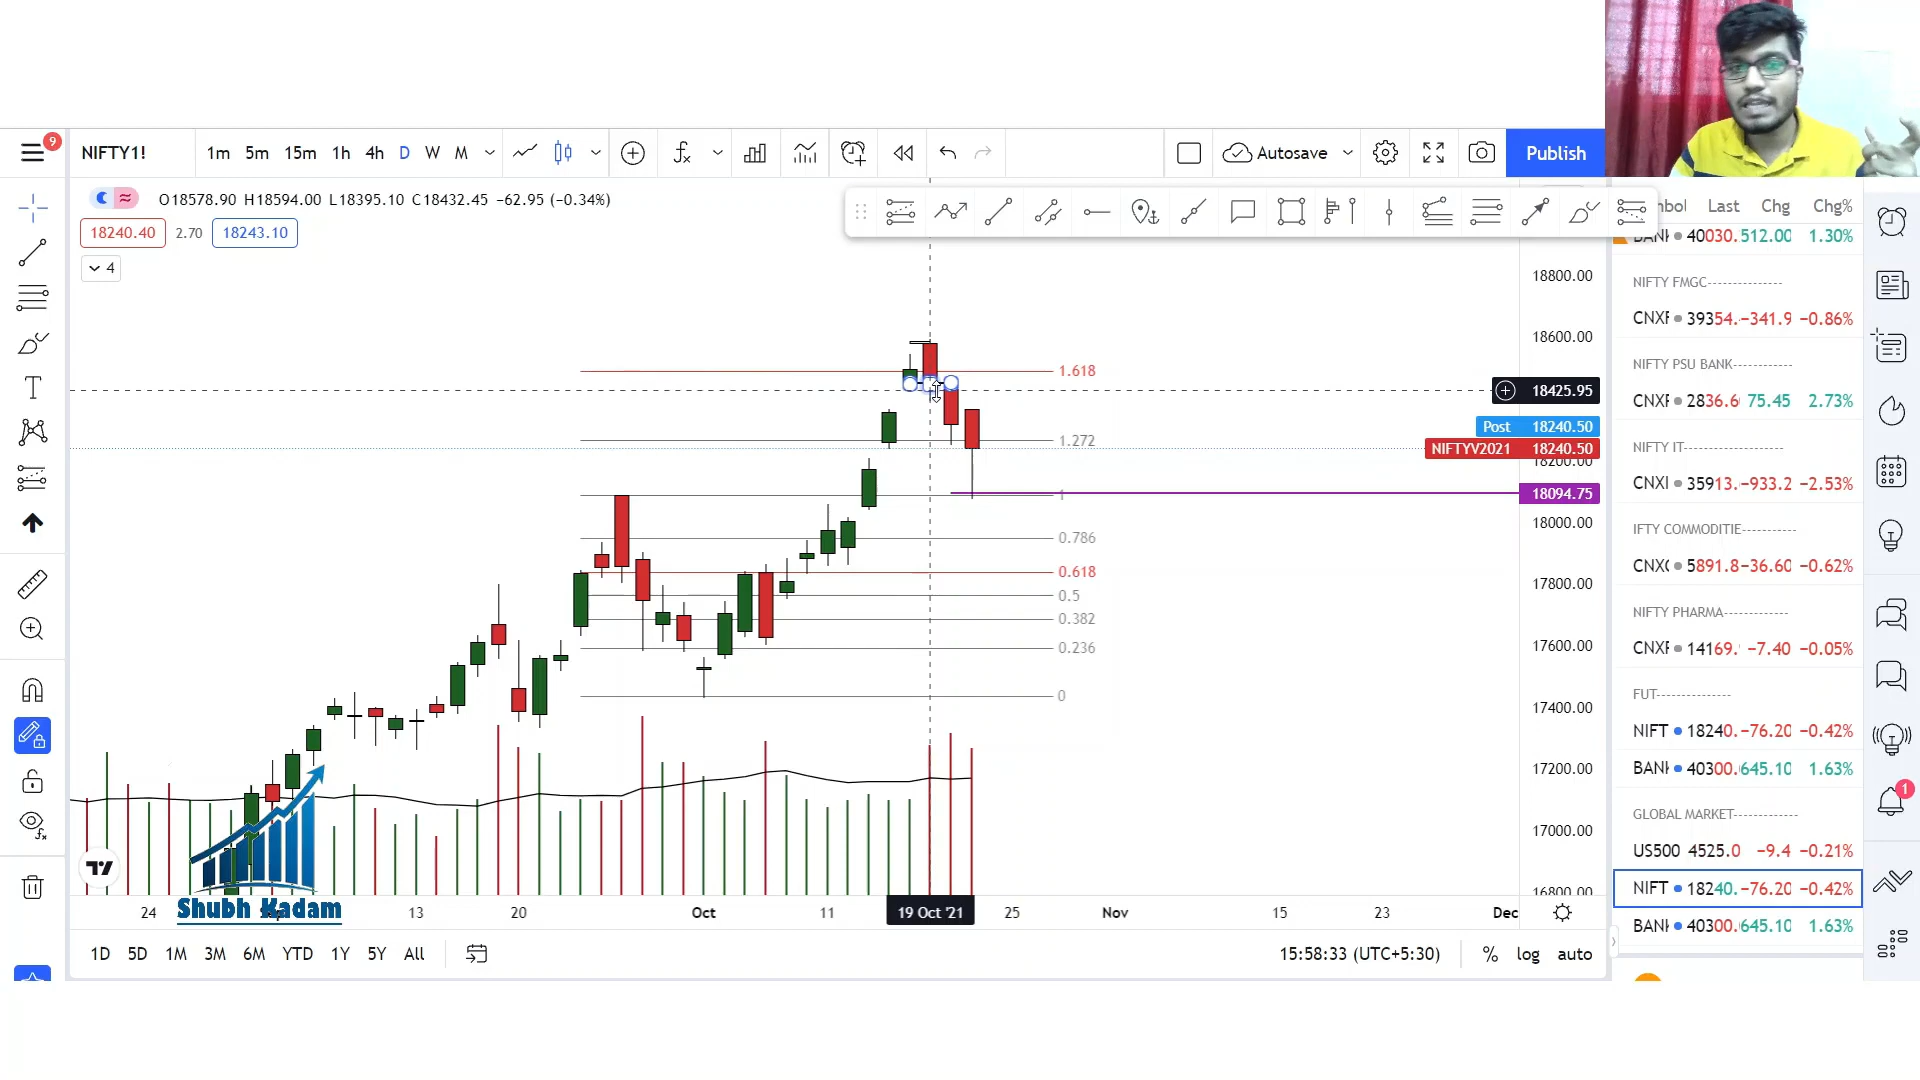 9
NIFTY1!
1m 5m 15m 1h 4h D W M
Autosave
Publish
O18578.90 H18594.00 L18395.10 C18432.45 −62.95 (−0.34%)
18240.40 2.70 18243.10
4
Last Chg Chg%
40030. 512.00 1.30%
NIFTY FMGC---------------
CNXF 39354. −341.9 −0.86%
NIFTY PSU BANK------------
CNXF 2836.6 75.45 2.73%
NIFTY IT-------------------
CNXI 35913. −933.2 −2.53%
IFTY COMMODITIE-----------
CNXC 5891.8 −36.60 −0.62%
NIFTY PHARMA------------
CNXF 14169. −7.40 −0.05%
FUT---------------
NIFT 18240. −76.20 −0.42%
BANK 40300. 645.10 1.63%
1
GLOBAL MARKET-------------
US500 4525.0 −9.4 −0.21%
NIFT 18240. −76.20 −0.42%
BANK 40300. 645.10 1.63%
18800.00
18600.00
18425.95
Post 18240.50
NIFTYV2021 18240.50
18200.00
18094.75
18000.00
17800.00
17600.00
17400.00
17200.00
17000.00
16800.00
1.618
1.272
1
0.786
0.618
0.5
0.382
0.236
0
Shubh Kadam
24 13 20 Oct 11 19 Oct '21 25 Nov 15 23 Dec
1D 5D 1M 3M 6M YTD 1Y 5Y All
15:58:33 (UTC+5:30) % log auto